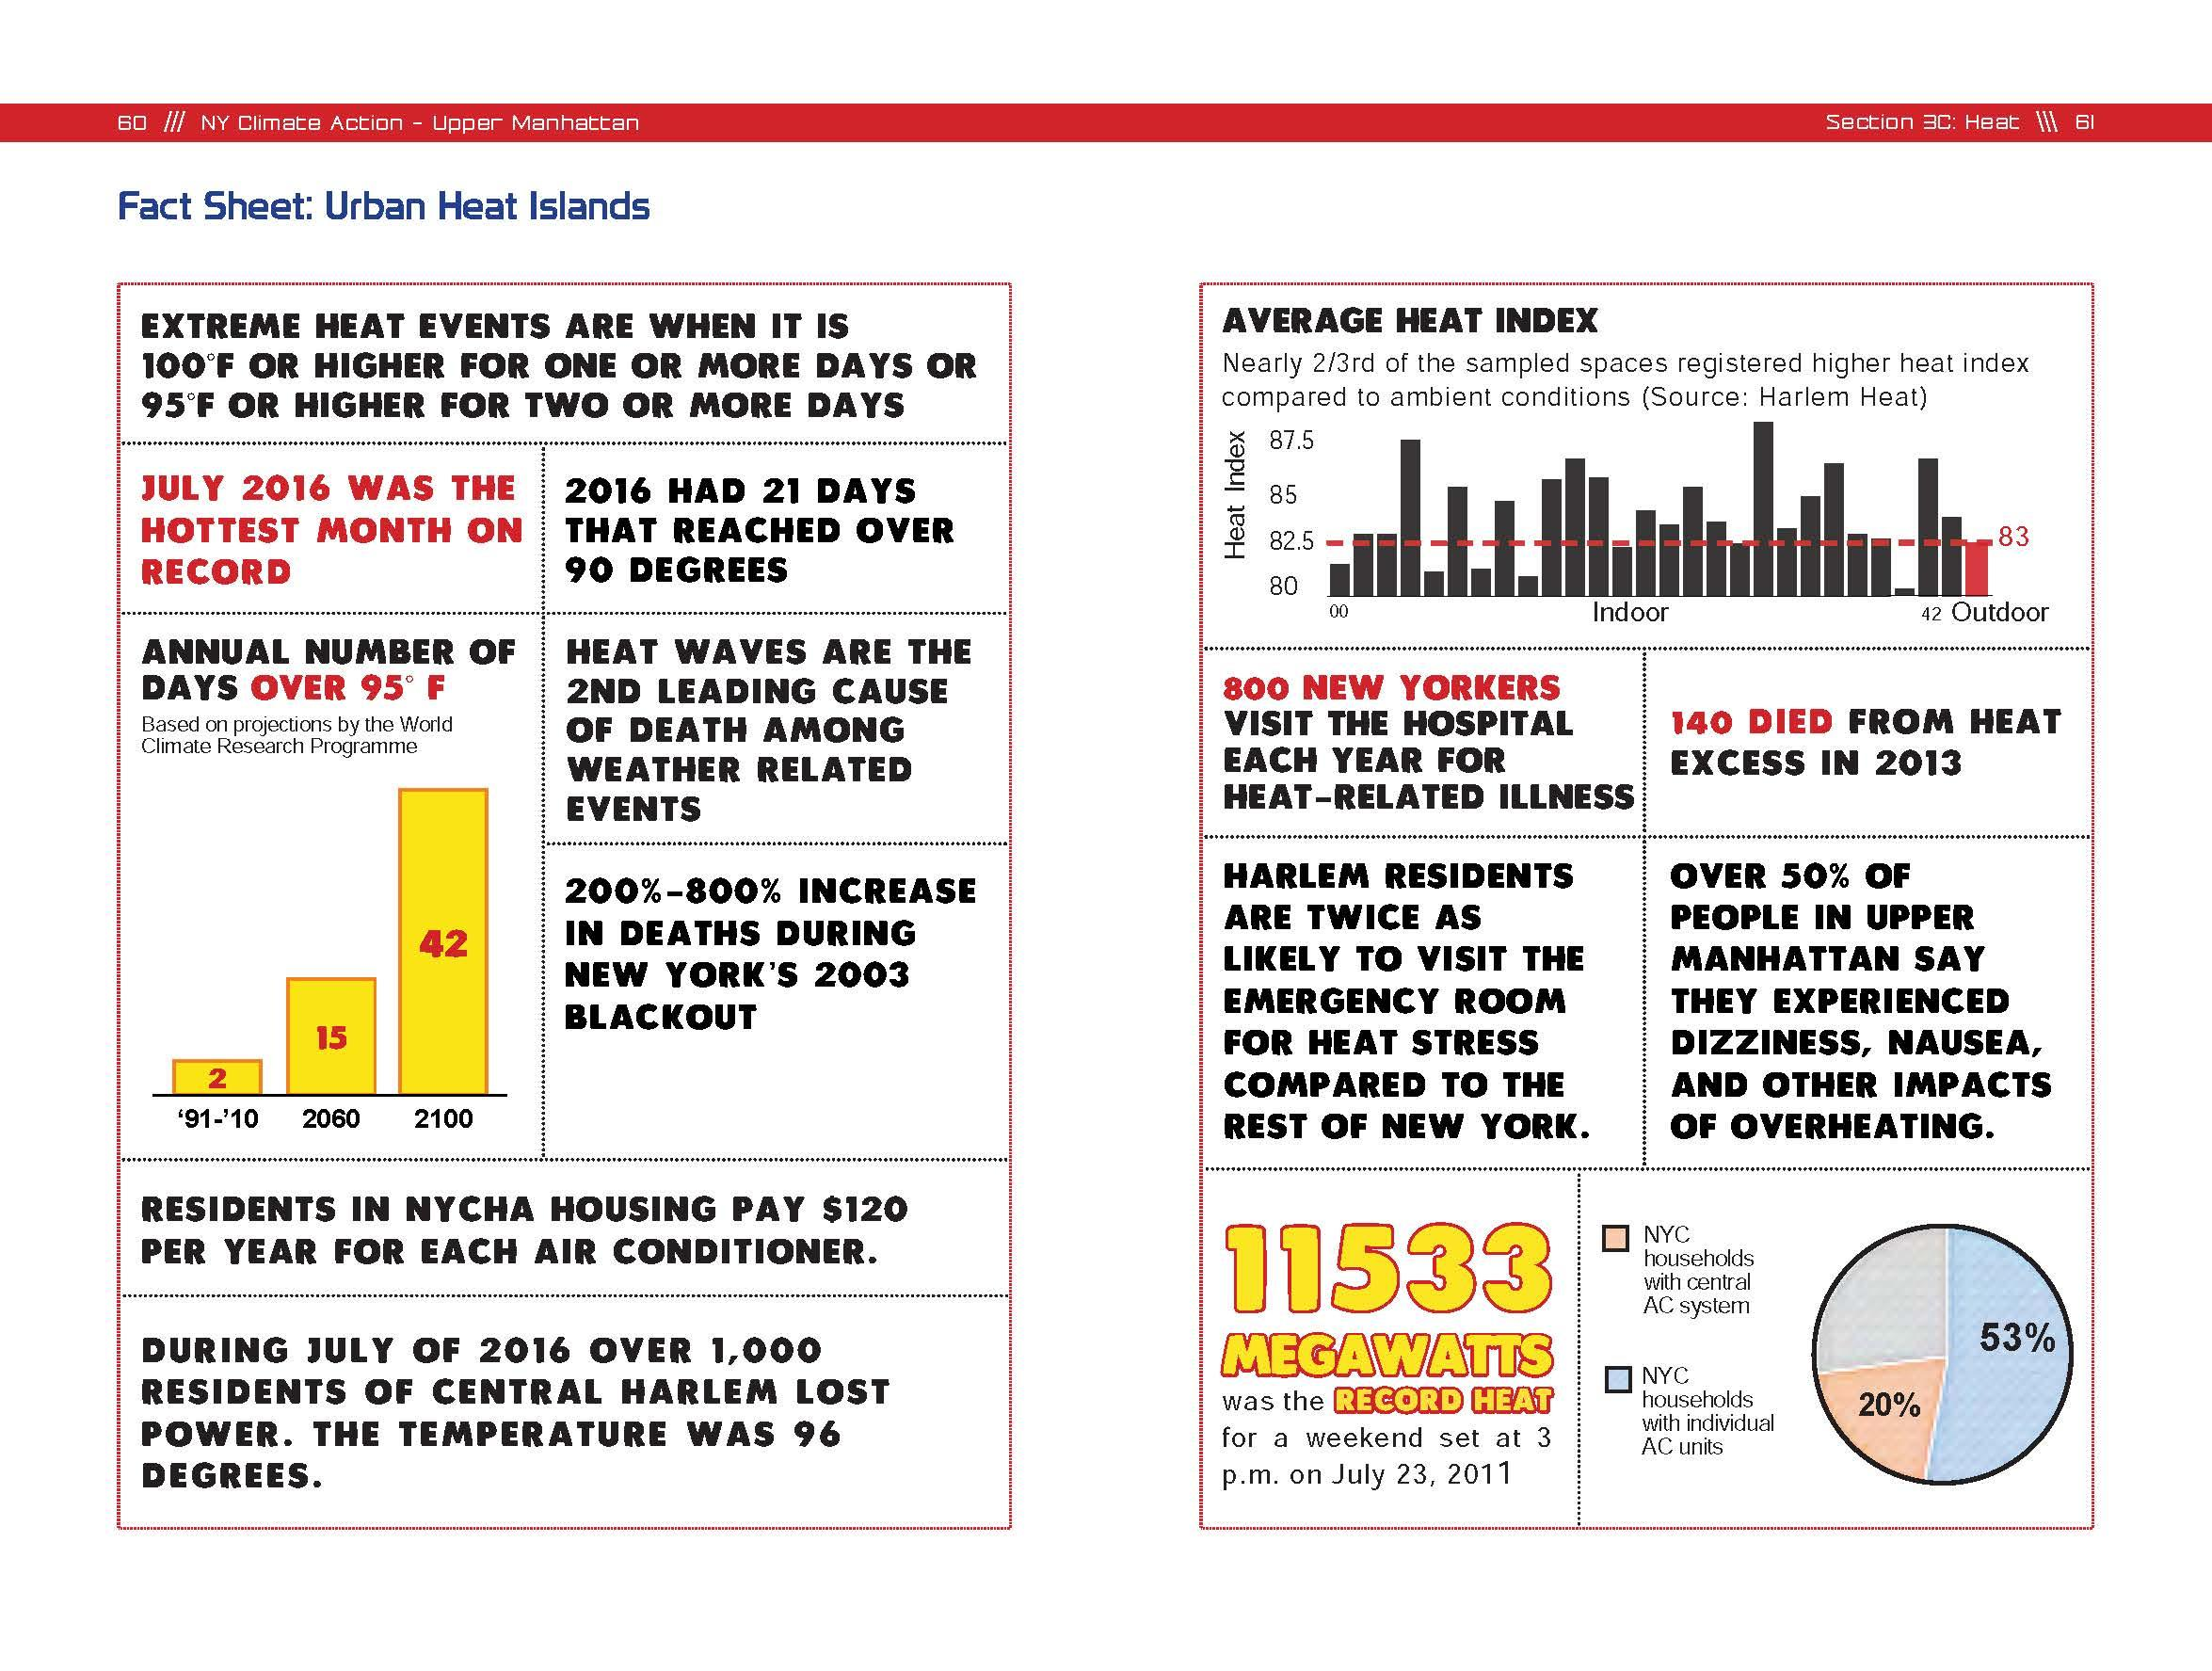 60 /// NY Climate Action - Upper Manhattan
Section 3C: Heat \\\ 61
Fact Sheet: Urban Heat Islands
EXTREME HEAT EVENTS ARE WHEN IT IS
100°F OR HIGHER FOR ONE OR MORE DAYS OR
95°F OR HIGHER FOR TWO OR MORE DAYS
JULY 2016 WAS THE
HOTTEST MONTH ON
RECORD
2016 HAD 21 DAYS
THAT REACHED OVER
90 DEGREES
ANNUAL NUMBER OF
DAYS OVER 95° F
Based on projections by the World
Climate Research Programme
42
15
2
‘91-’10
2060
2100
HEAT WAVES ARE THE
2ND LEADING CAUSE
OF DEATH AMONG
WEATHER RELATED
EVENTS
200%-800% INCREASE
IN DEATHS DURING
NEW YORK’S 2003
BLACKOUT
RESIDENTS IN NYCHA HOUSING PAY $120
PER YEAR FOR EACH AIR CONDITIONER.
DURING JULY OF 2016 OVER 1,000
RESIDENTS OF CENTRAL HARLEM LOST
POWER. THE TEMPERATURE WAS 96
DEGREES.
AVERAGE HEAT INDEX
Nearly 2/3rd of the sampled spaces registered higher heat index
compared to ambient conditions (Source: Harlem Heat)
Heat Index
87.5
85
82.5
80
83
00
Indoor
42 Outdoor
800 NEW YORKERS
VISIT THE HOSPITAL
EACH YEAR FOR
HEAT-RELATED ILLNESS
140 DIED FROM HEAT
EXCESS IN 2013
HARLEM RESIDENTS
ARE TWICE AS
LIKELY TO VISIT THE
EMERGENCY ROOM
FOR HEAT STRESS
COMPARED TO THE
REST OF NEW YORK.
OVER 50% OF
PEOPLE IN UPPER
MANHATTAN SAY
THEY EXPERIENCED
DIZZINESS, NAUSEA,
AND OTHER IMPACTS
OF OVERHEATING.
11533
MEGAWATTS
was the RECORD HEAT
for a weekend set at 3
p.m. on July 23, 2011
NYC
households
with central
AC system
NYC
households
with individual
AC units
53%
20%